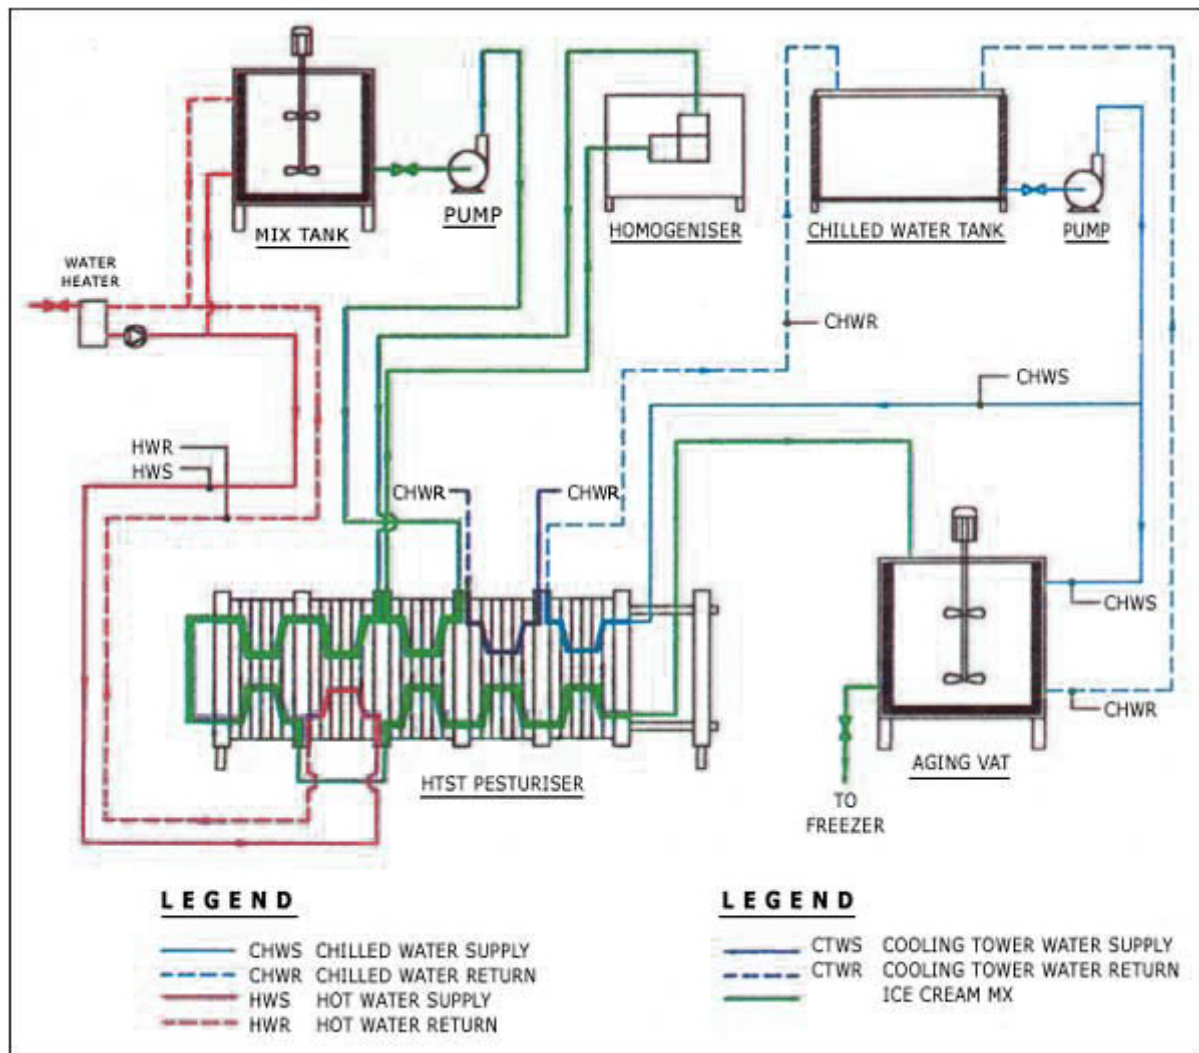 MIX TANK
PUMP
HOMOGENISER
CHILLED WATER TANK
PUMP
WATER
HEATER
CHWR
CHWS
HWR
HWS
CHWR
CHWR
CHWS
CHWR
HTST PESTURISER
AGING VAT
TO
FREEZER
LEGEND
CHWS CHILLED WATER SUPPLY
CHWR CHILLED WATER RETURN
HWS HOT WATER SUPPLY
HWR HOT WATER RETURN
LEGEND
CTWS COOLING TOWER WATER SUPPLY
CTWR COOLING TOWER WATER RETURN
ICE CREAM MX